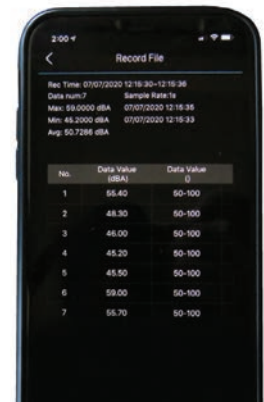 2:00
Record File
Rec Time: 07/07/2020 12:15:30~12:15:36
Data num:7 Sample Rate:1s
Max: 59.0000 dBA 07/07/2020 12:15:35
Min: 45.2000 dBA 07/07/2020 12:15:33
Avg: 50.7286 dBA
No. Data Value (dBA) Data Value ()
1 55.40 50-100
2 48.30 50-100
3 46.00 50-100
4 45.20 50-100
5 45.50 50-100
6 59.00 50-100
7 55.70 50-100